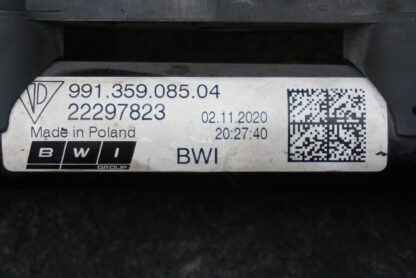 991.359.085.04
22297823 02.11.2020
Made in Poland 20:27:40
BWI BWI
GROUP